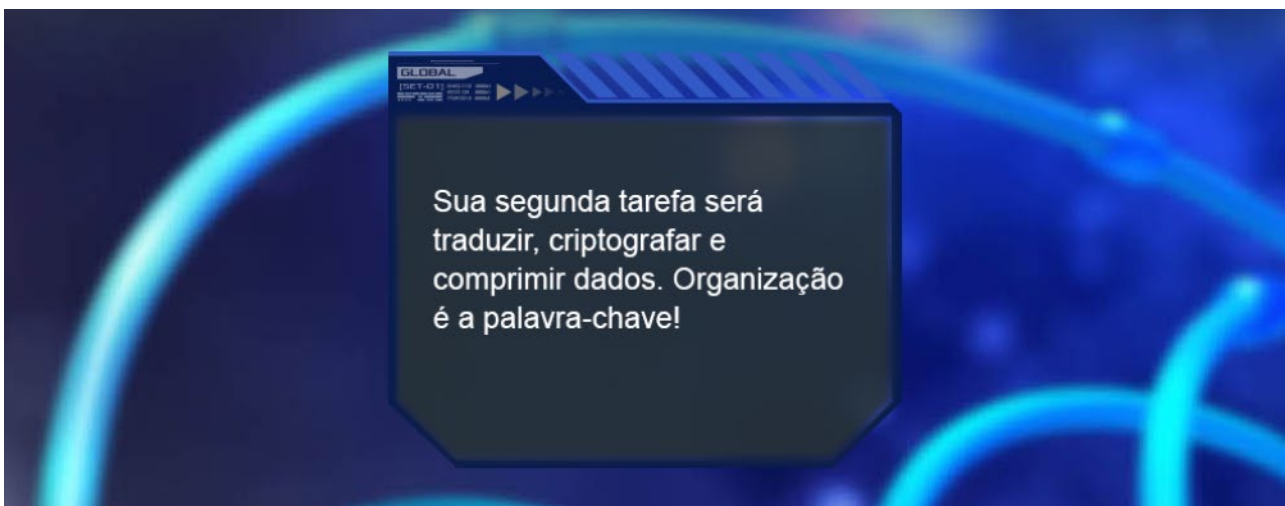 GLOBAL
[SET-01]
Sua segunda tarefa será
traduzir, criptografar e
comprimir dados. Organização
é a palavra-chave!